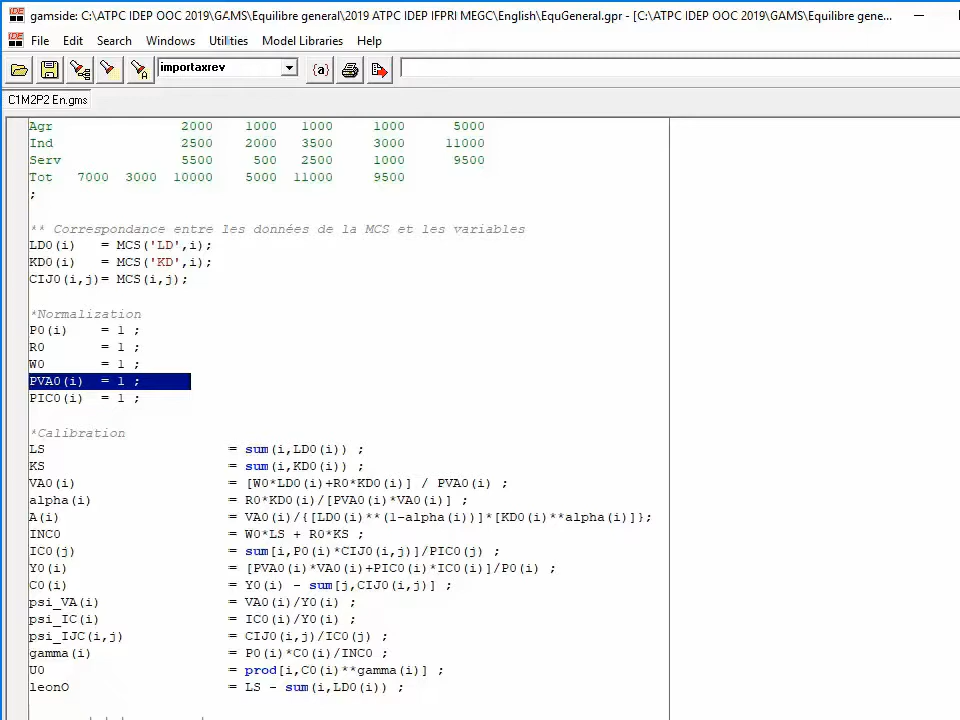 gamside: C:\ATPC IDEP OOC 2019\GAMS\Equilibre general\2019 ATPC IDEP IFPRI MEGC\English\EquGeneral.gpr - [C:\ATPC IDEP OOC 2019\GAMS\Equilibre gene...
IDE File Edit Search Windows Utilities Model Libraries Help
importaxrev {a}
C1M2P2 En.gms
Agr 2000 1000 1000 1000 5000
Ind 2500 2000 3500 3000 11000
Serv 5500 500 2500 1000 9500
Tot 7000 3000 10000 5000 11000 9500
;
** Correspondance entre les données de la MCS et les variables
LD0(i) = MCS('LD',i);
KD0(i) = MCS('KD',i);
CIJ0(i,j)= MCS(i,j);
*Normalization
P0(i) = 1 ;
R0 = 1 ;
W0 = 1 ;
PVA0(i) = 1 ;
PIC0(i) = 1 ;
*Calibration
LS = sum(i,LD0(i)) ;
KS = sum(i,KD0(i)) ;
VA0(i) = [W0*LD0(i)+R0*KD0(i)] / PVA0(i) ;
alpha(i) = R0*KD0(i)/[PVA0(i)*VA0(i)] ;
A(i) = VA0(i)/{[LD0(i)**(1-alpha(i))]*[KD0(i)**alpha(i)]};
INC0 = W0*LS + R0*KS ;
IC0(j) = sum[i,P0(i)*CIJ0(i,j)]/PIC0(j) ;
Y0(i) = [PVA0(i)*VA0(i)+PIC0(i)*IC0(i)]/P0(i) ;
C0(i) = Y0(i) - sum[j,CIJ0(i,j)] ;
psi_VA(i) = VA0(i)/Y0(i) ;
psi_IC(i) = IC0(i)/Y0(i) ;
psi_IJC(i,j) = CIJ0(i,j)/IC0(j) ;
gamma(i) = P0(i)*C0(i)/INC0 ;
U0 = prod[i,C0(i)**gamma(i)] ;
leon0 = LS - sum(i,LD0(i)) ;